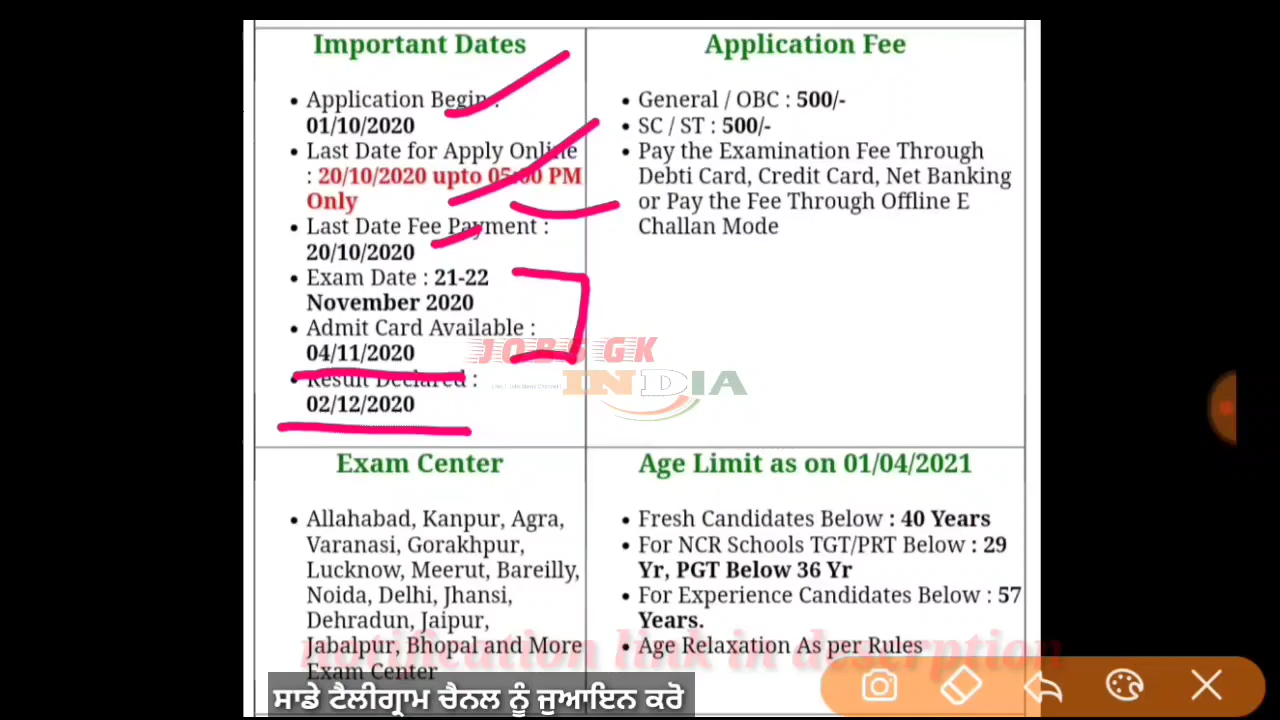 Important Dates
Application Begin :
01/10/2020
Last Date for Apply Online
: 20/10/2020 upto 05:00 PM
Only
Last Date Fee Payment :
20/10/2020
Exam Date : 21-22
November 2020
Admit Card Available :
04/11/2020
Result Declared :
02/12/2020
Application Fee
General / OBC : 500/-
SC / ST : 500/-
Pay the Examination Fee Through
Debti Card, Credit Card, Net Banking
or Pay the Fee Through Offline E
Challan Mode
JOBS GK
INDIA
Exam Center
Allahabad, Kanpur, Agra,
Varanasi, Gorakhpur,
Lucknow, Meerut, Bareilly,
Noida, Delhi, Jhansi,
Dehradun, Jaipur,
Jabalpur, Bhopal and More
Exam Center
Age Limit as on 01/04/2021
Fresh Candidates Below : 40 Years
For NCR Schools TGT/PRT Below : 29
Yr, PGT Below 36 Yr
For Experience Candidates Below : 57
Years.
Age Relaxation As per Rules
notification link in deserption
ਸਾਡੇ ਟੈਲੀਗ੍ਰਾਮ ਚੈਨਲ ਨੂੰ ਜੁਆਇਨ ਕਰੋ